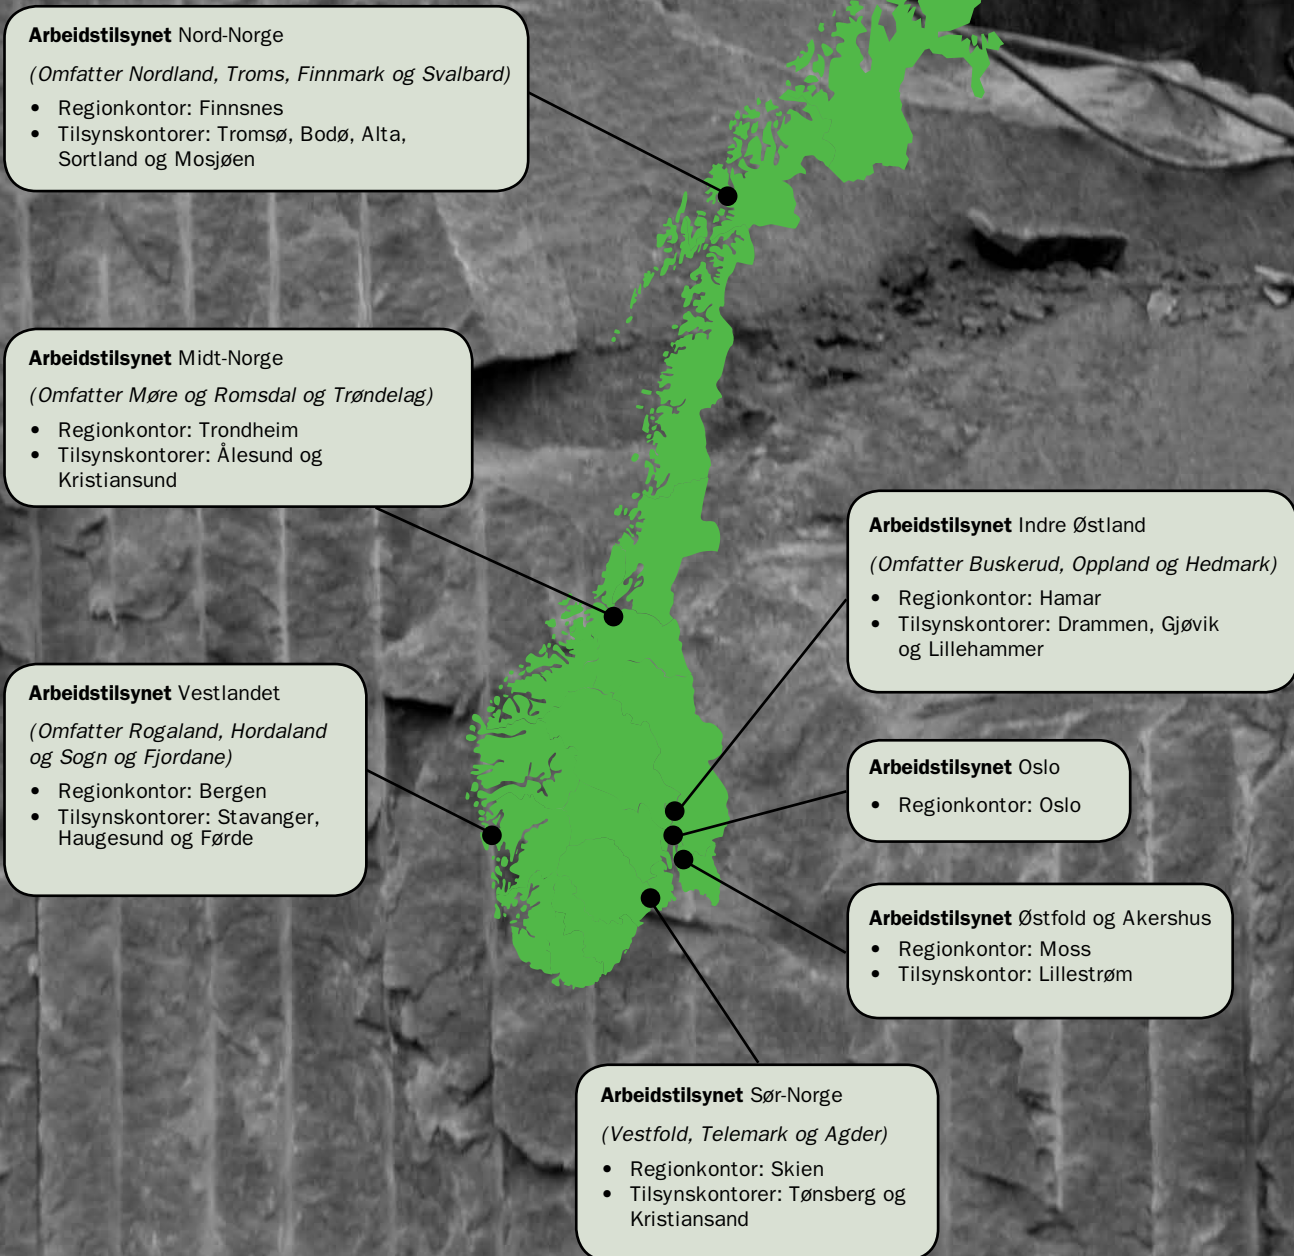 Arbeidstilsynet Nord-Norge
(Omfatter Nordland, Troms, Finnmark og Svalbard)
• Regionkontor: Finnsnes
• Tilsynskontorer: Tromsø, Bodø, Alta,
Sortland og Mosjøen
Arbeidstilsynet Midt-Norge
(Omfatter Møre og Romsdal og Trøndelag)
• Regionkontor: Trondheim
• Tilsynskontorer: Ålesund og
Kristiansund
Arbeidstilsynet Vestlandet
(Omfatter Rogaland, Hordaland
og Sogn og Fjordane)
• Regionkontor: Bergen
• Tilsynskontorer: Stavanger,
Haugesund og Førde
Arbeidstilsynet Indre Østland
(Omfatter Buskerud, Oppland og Hedmark)
• Regionkontor: Hamar
• Tilsynskontorer: Drammen, Gjøvik
og Lillehammer
Arbeidstilsynet Oslo
• Regionkontor: Oslo
Arbeidstilsynet Østfold og Akershus
• Regionkontor: Moss
• Tilsynskontor: Lillestrøm
Arbeidstilsynet Sør-Norge
(Vestfold, Telemark og Agder)
• Regionkontor: Skien
• Tilsynskontorer: Tønsberg og
Kristiansand